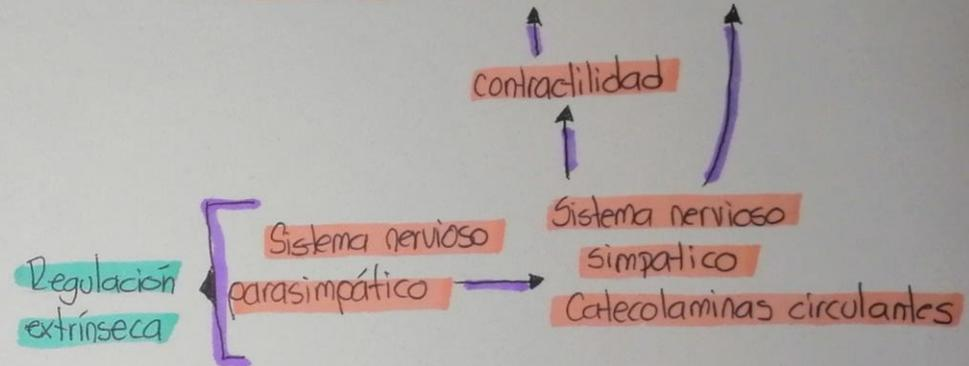 contractilidad
Regulación
extrínseca
Sistema nervioso
parasimpático
Sistema nervioso
simpatico
Catecolaminas circulantes